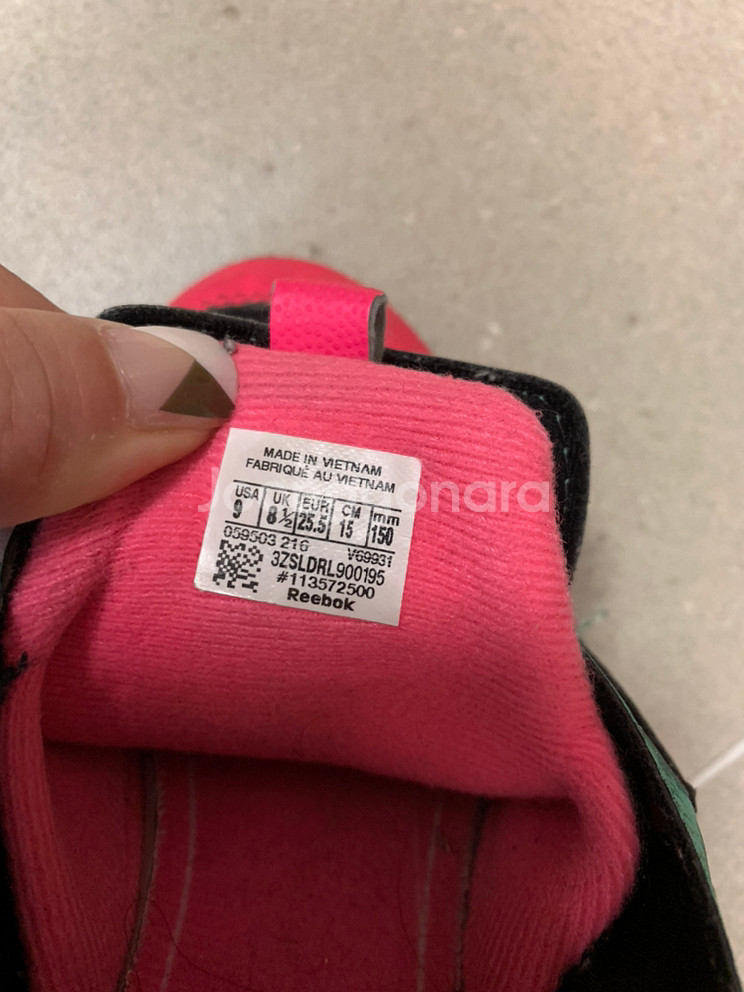 MADE IN VIETNAM
FABRIQUÉ AU VIETNAM
USA UK EUR CM mm
9 8½ 25.5 15 150
059503 216 V69931
3ZSLDRL900195
#113572500
Reebok